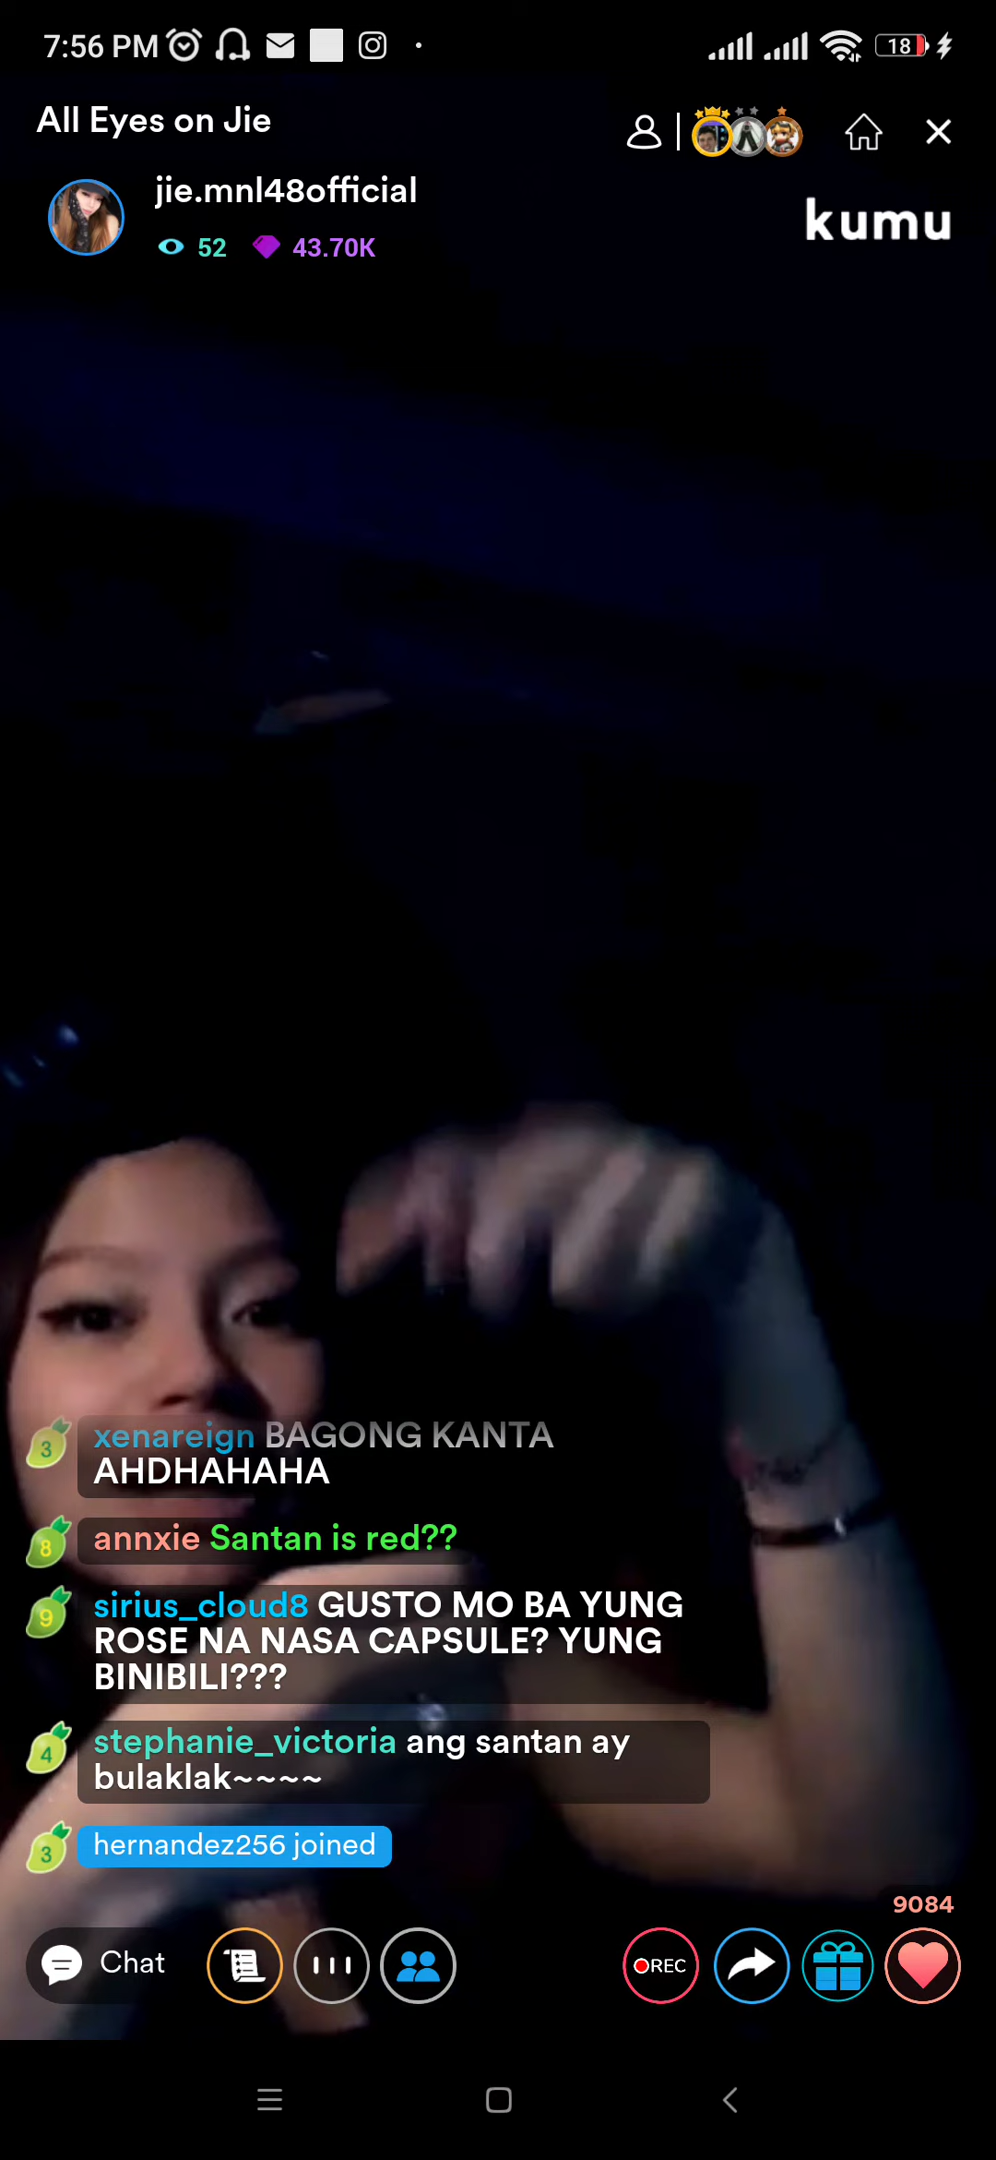 7:56 PM
18
All Eyes on Jie
jie.mnl48official
52 43.70K
kumu
3 xenareign BAGONG KANTA
AHDHAHAHA
8 annxie Santan is red??
9 sirius_cloud8 GUSTO MO BA YUNG
ROSE NA NASA CAPSULE? YUNG
BINIBILI???
4 stephanie_victoria ang santan ay
bulaklak~~~~
3 hernandez256 joined
9084
Chat
REC